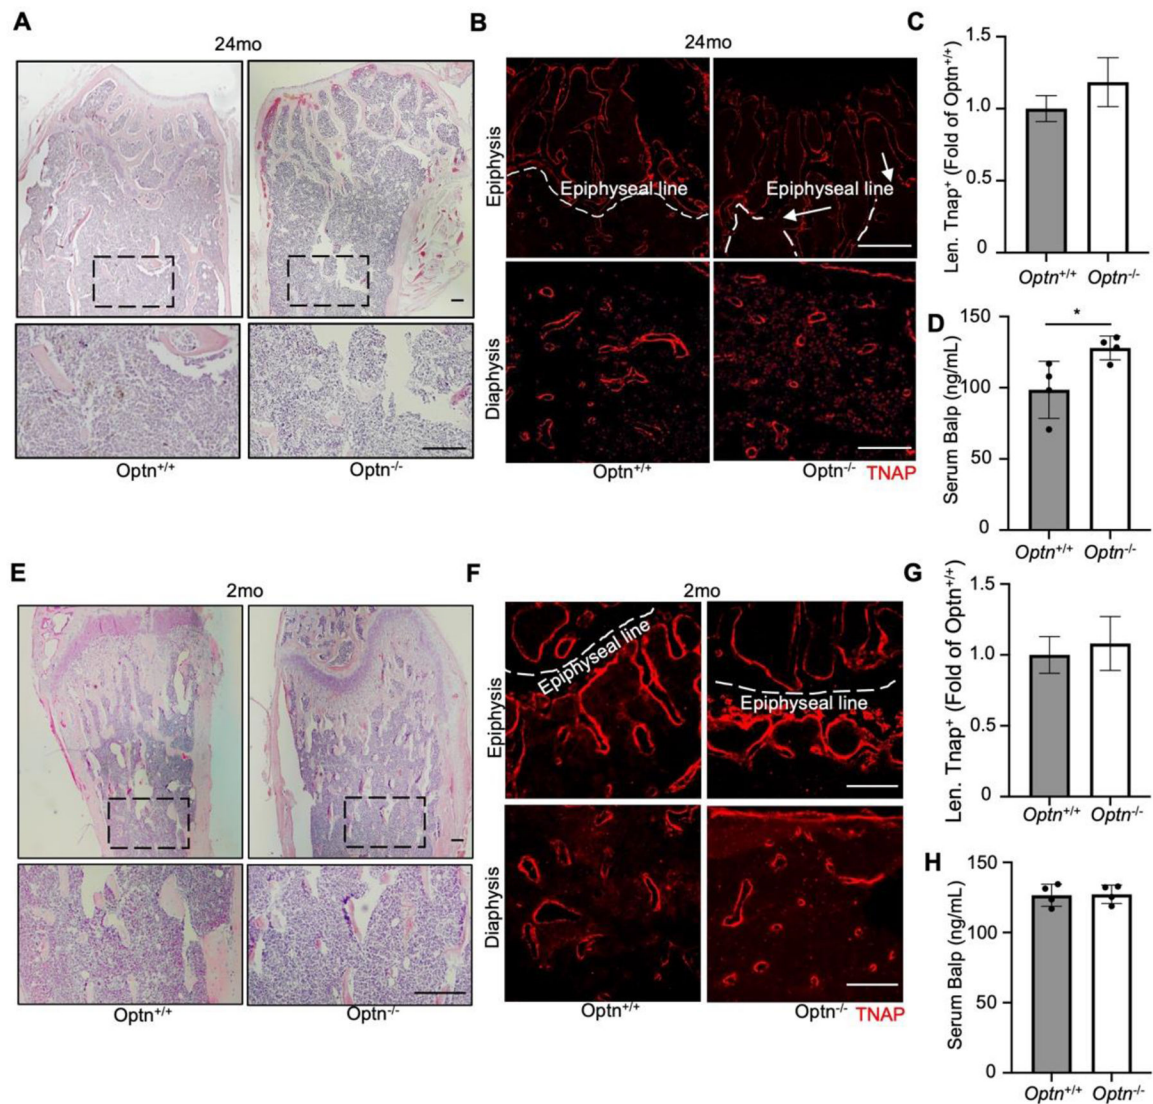 A
24mo
Optn+/+
Optn-/-
B
24mo
Epiphysis
Epiphyseal line
Epiphyseal line
Diaphysis
Optn+/+
Optn-/-
TNAP
C
Len. Tnap+ (Fold of Optn+/+)
1.5
1.0
0.5
0
Optn+/+
Optn-/-
D
Serum Balp (ng/mL)
150
100
50
0
*
Optn+/+
Optn-/-
E
2mo
Optn+/+
Optn-/-
F
2mo
Epiphysis
Epiphyseal line
Epiphyseal line
Diaphysis
Optn+/+
Optn-/-
TNAP
G
Len. Tnap+ (Fold of Optn+/+)
1.5
1.0
0.5
0
Optn+/+
Optn-/-
H
Serum Balp (ng/mL)
150
100
50
0
Optn+/+
Optn-/-